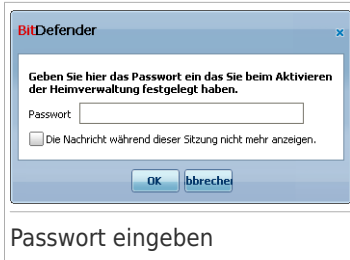 BitDefender
Geben Sie hier das Passwort ein das Sie beim Aktivieren
der Heimverwaltung festgelegt haben.
Passwort
Die Nachricht während dieser Sitzung nicht mehr anzeigen.
OK bbrechei
Passwort eingeben